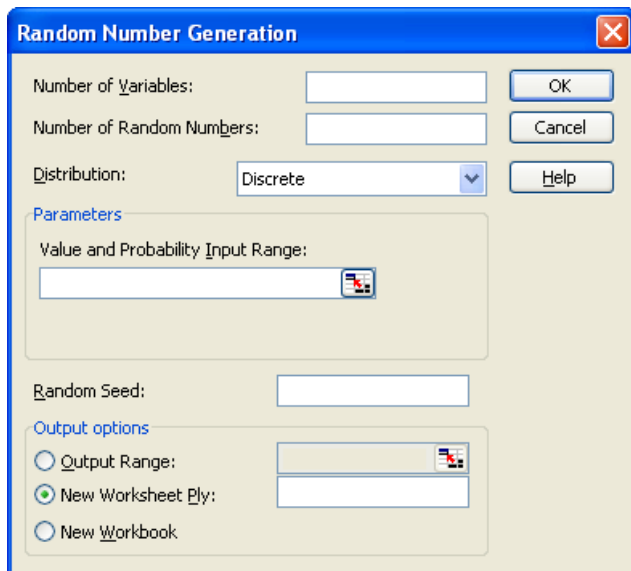 Random Number Generation
Number of Variables:
OK
Number of Random Numbers:
Cancel
Distribution:
Discrete
Help
Parameters
Value and Probability Input Range:
Random Seed:
Output options
Output Range:
New Worksheet Ply:
New Workbook